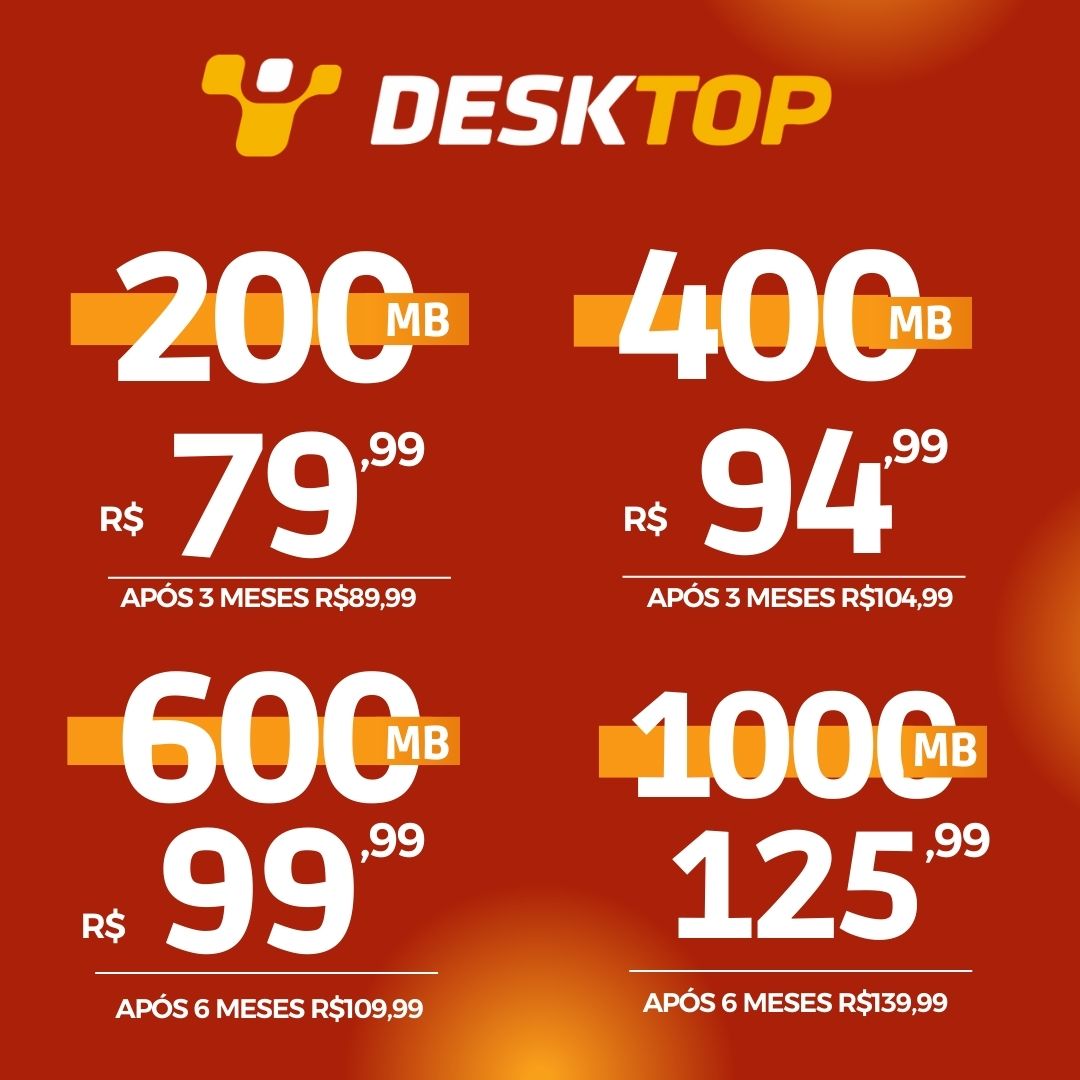 DESKTOP
200 MB
R$ 79,99
APÓS 3 MESES R$89,99
400 MB
R$ 94,99
APÓS 3 MESES R$104,99
600 MB
R$ 99,99
APÓS 6 MESES R$109,99
1000 MB
125,99
APÓS 6 MESES R$139,99